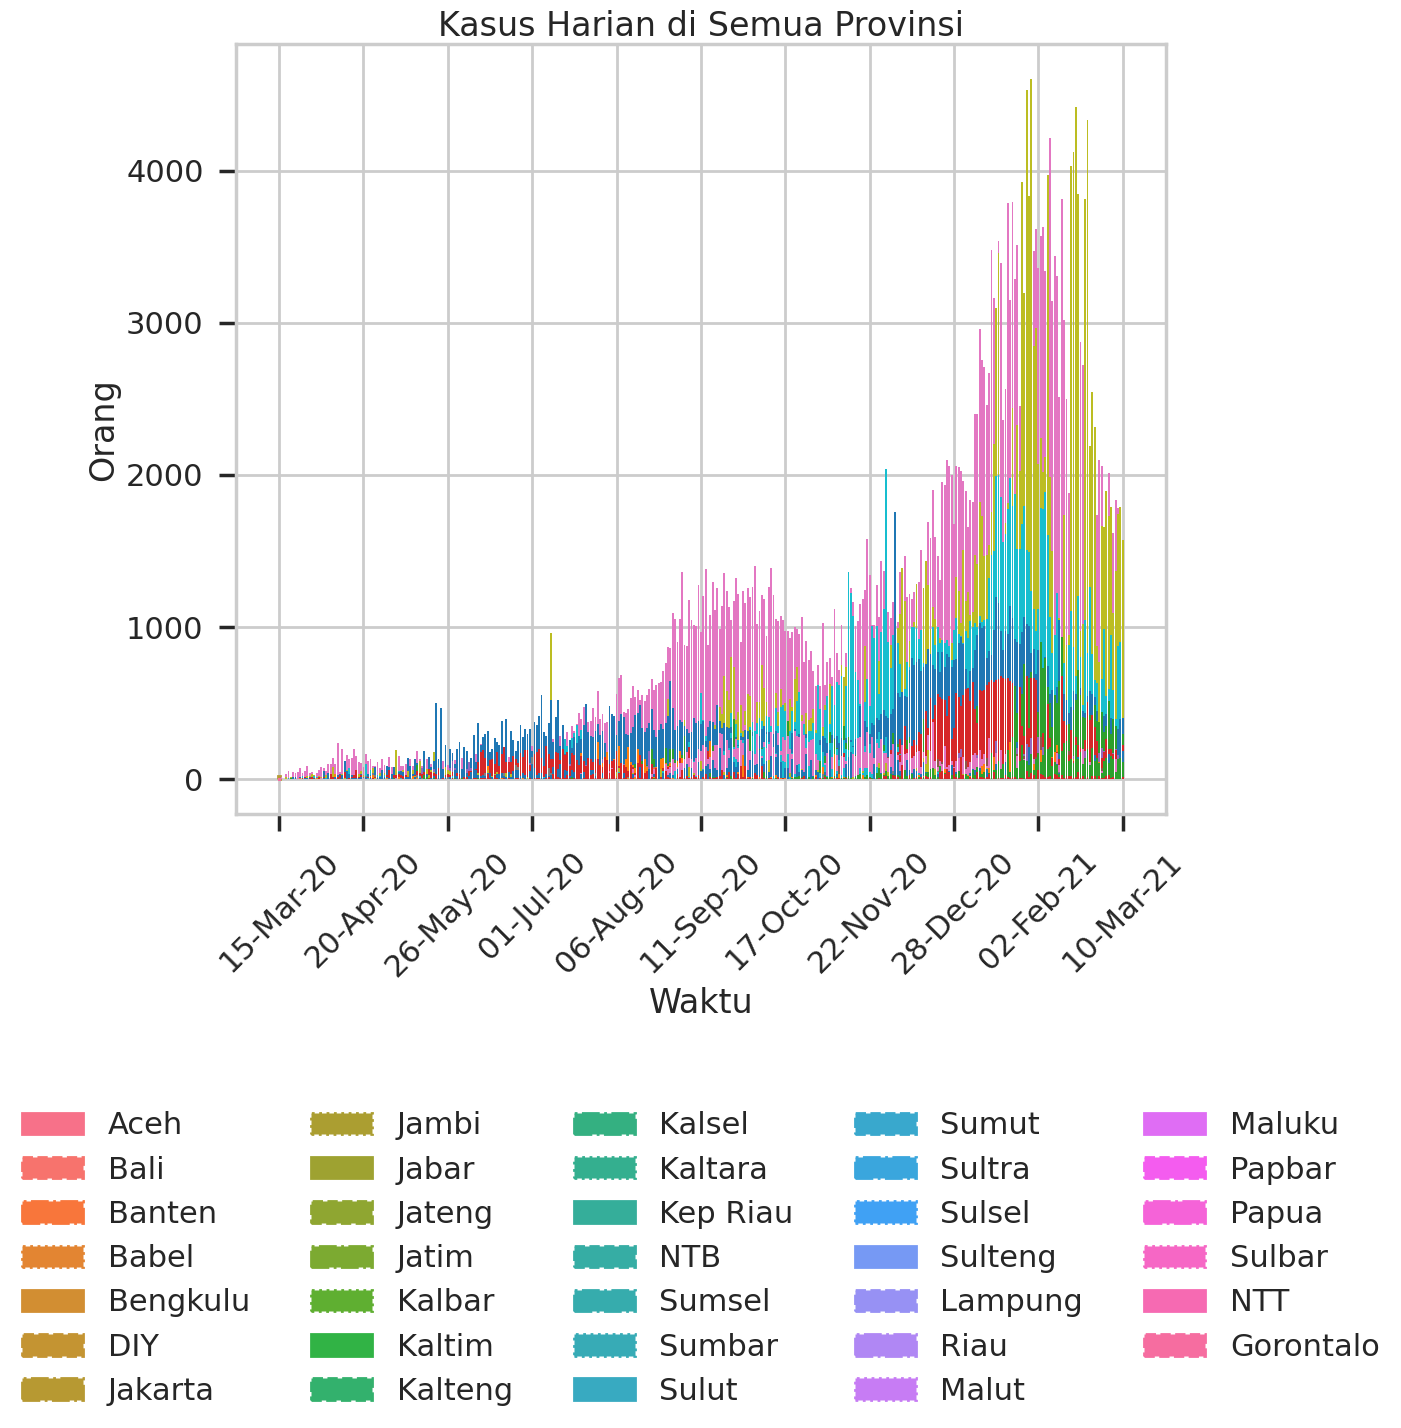 Kasus Harian di Semua Provinsi
4000
3000
2000
1000
0
Orang
15-Mar-20
20-Apr-20
26-May-20
01-Jul-20
06-Aug-20
11-Sep-20
17-Oct-20
22-Nov-20
28-Dec-20
02-Feb-21
10-Mar-21
Waktu
Aceh
Bali
Banten
Babel
Bengkulu
DIY
Jakarta
Jambi
Jabar
Jateng
Jatim
Kalbar
Kaltim
Kalteng
Kalsel
Kaltara
Kep Riau
NTB
Sumsel
Sumbar
Sulut
Sumut
Sultra
Sulsel
Sulteng
Lampung
Riau
Malut
Maluku
Papbar
Papua
Sulbar
NTT
Gorontalo